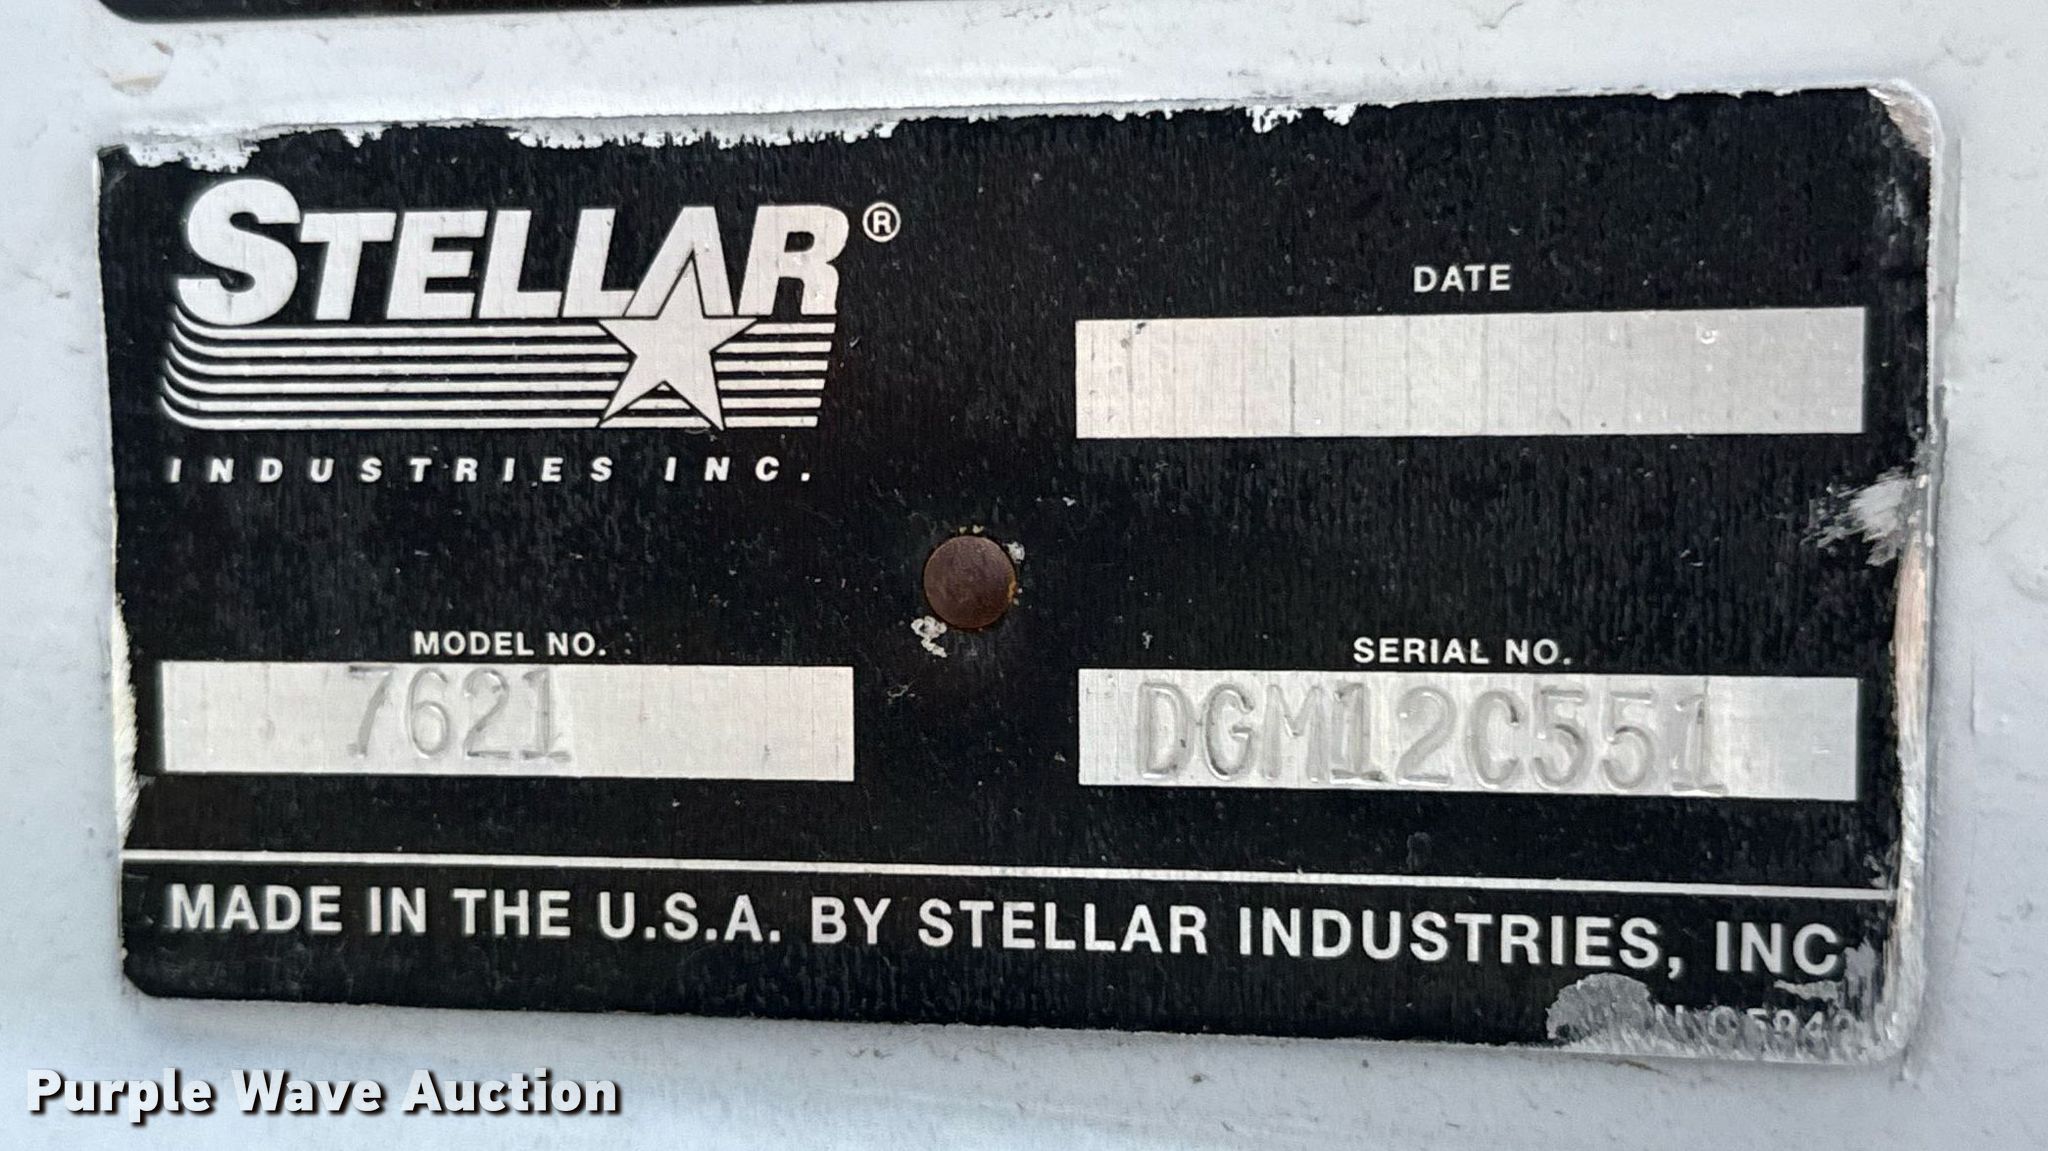 STELLAR®
INDUSTRIES INC.
DATE
MODEL NO.
7621
SERIAL NO.
DGM12C551
MADE IN THE U.S.A. BY STELLAR INDUSTRIES, INC
Purple Wave Auction